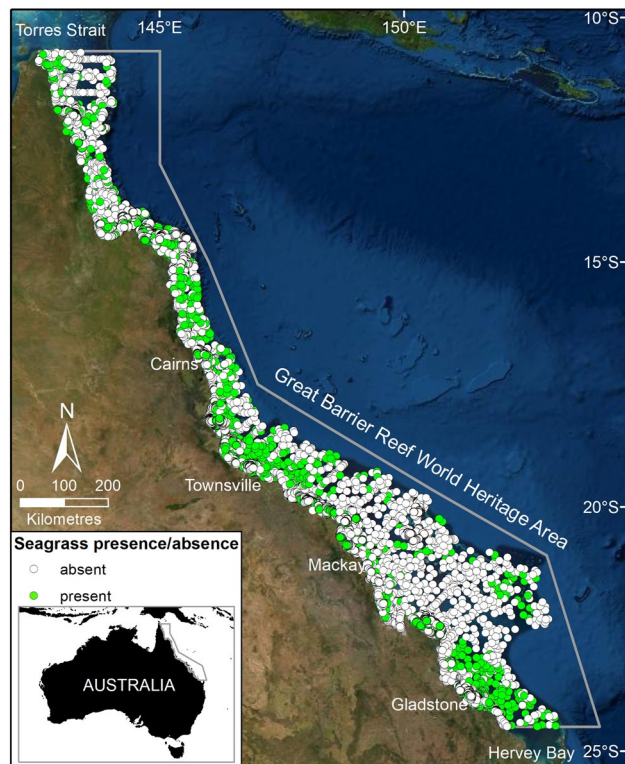 145°E
150°E
10°S
Torres Strait
15°S
Cairns
Great Barrier Reef World Heritage Area
N
0 100 200
Kilometres
Townsville
20°S
Mackay
Seagrass presence/absence
absent
present
AUSTRALIA
Gladstone
Hervey Bay
25°S